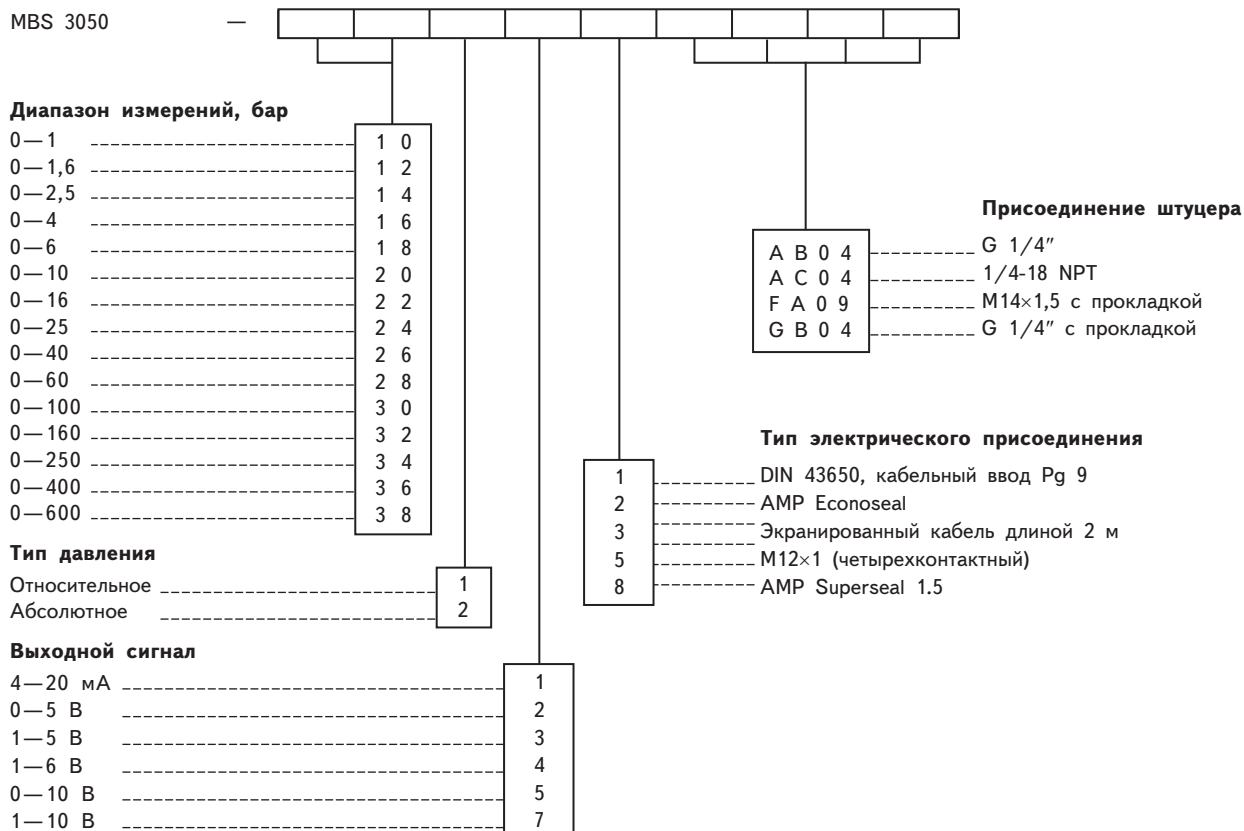 MBS 3050 —
Диапазон измерений, бар
0—1 1 0
0—1,6 1 2
0—2,5 1 4
0—4 1 6
0—6 1 8
0—10 2 0
0—16 2 2
0—25 2 4
0—40 2 6
0—60 2 8
0—100 3 0
0—160 3 2
0—250 3 4
0—400 3 6
0—600 3 8
Присоединение штуцера
A B 0 4 G 1/4″
A C 0 4 1/4-18 NPT
F A 0 9 M14×1,5 с прокладкой
G B 0 4 G 1/4″ с прокладкой
Тип электрического присоединения
1 DIN 43650, кабельный ввод Pg 9
2 AMP Econoseal
3 Экранированный кабель длиной 2 м
5 M12×1 (четырехконтактный)
8 AMP Superseal 1.5
Тип давления
Относительное 1
Абсолютное 2
Выходной сигнал
4—20 мА 1
0—5 В 2
1—5 В 3
1—6 В 4
0—10 В 5
1—10 В 7